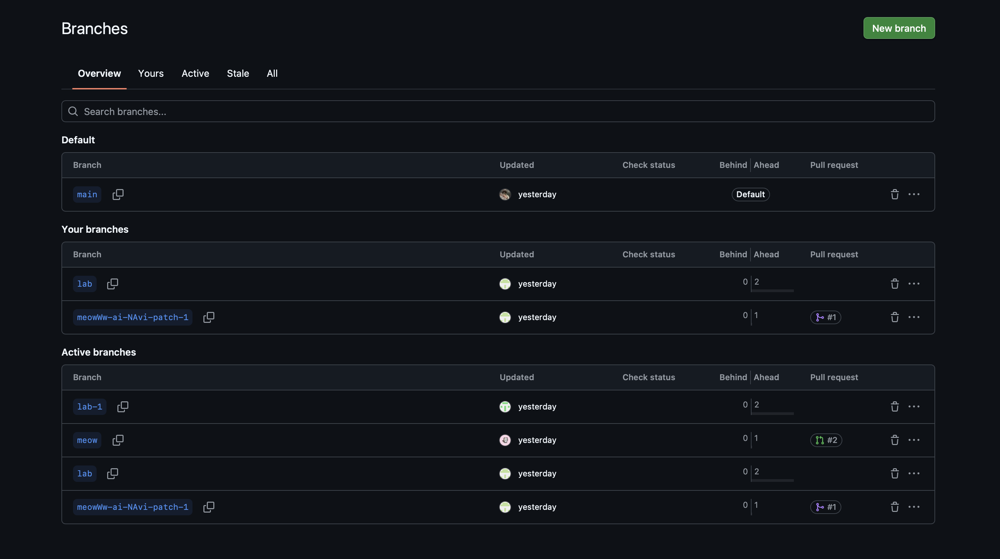 Branches
New branch
Overview Yours Active Stale All
Search branches...
Default
Branch Updated Check status Behind Ahead Pull request
main yesterday Default
Your branches
Branch Updated Check status Behind Ahead Pull request
lab yesterday 0 2
meowWw-ai-NAvi-patch-1 yesterday 0 1 #1
Active branches
Branch Updated Check status Behind Ahead Pull request
lab-1 yesterday 0 2
meow yesterday 0 1 #2
lab yesterday 0 2
meowWw-ai-NAvi-patch-1 yesterday 0 1 #1